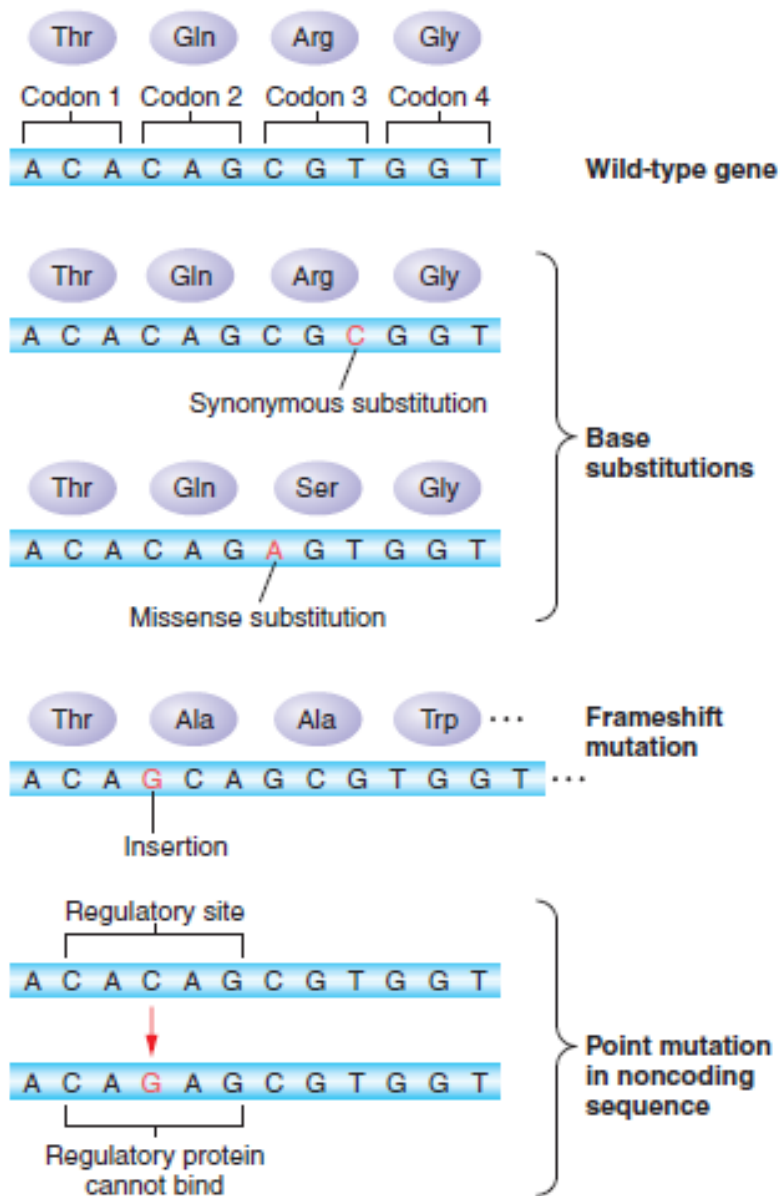 Thr Gln Arg Gly
Codon 1 Codon 2 Codon 3 Codon 4
A C A C A G C G T G G T
Wild-type gene
Thr Gln Arg Gly
A C A C A G C G C G G T
Synonymous substitution
Base
substitutions
Thr Gln Ser Gly
A C A C A G A G T G G T
Missense substitution
Thr Ala Ala Trp ...
Frameshift
mutation
A C A G C A G C G T G G T ...
Insertion
Regulatory site
A C A C A G C G T G G T
A C A G A G C G T G G T
Point mutation
in noncoding
sequence
Regulatory protein
cannot bind